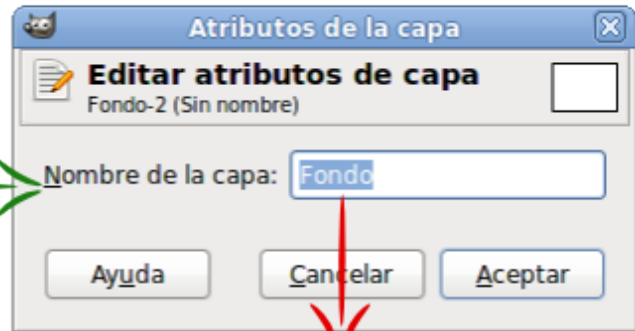 Atributos de la capa
Editar atributos de capa
Fondo-2 (Sin nombre)
Nombre de la capa: Fondo
Ayuda Cancelar Aceptar